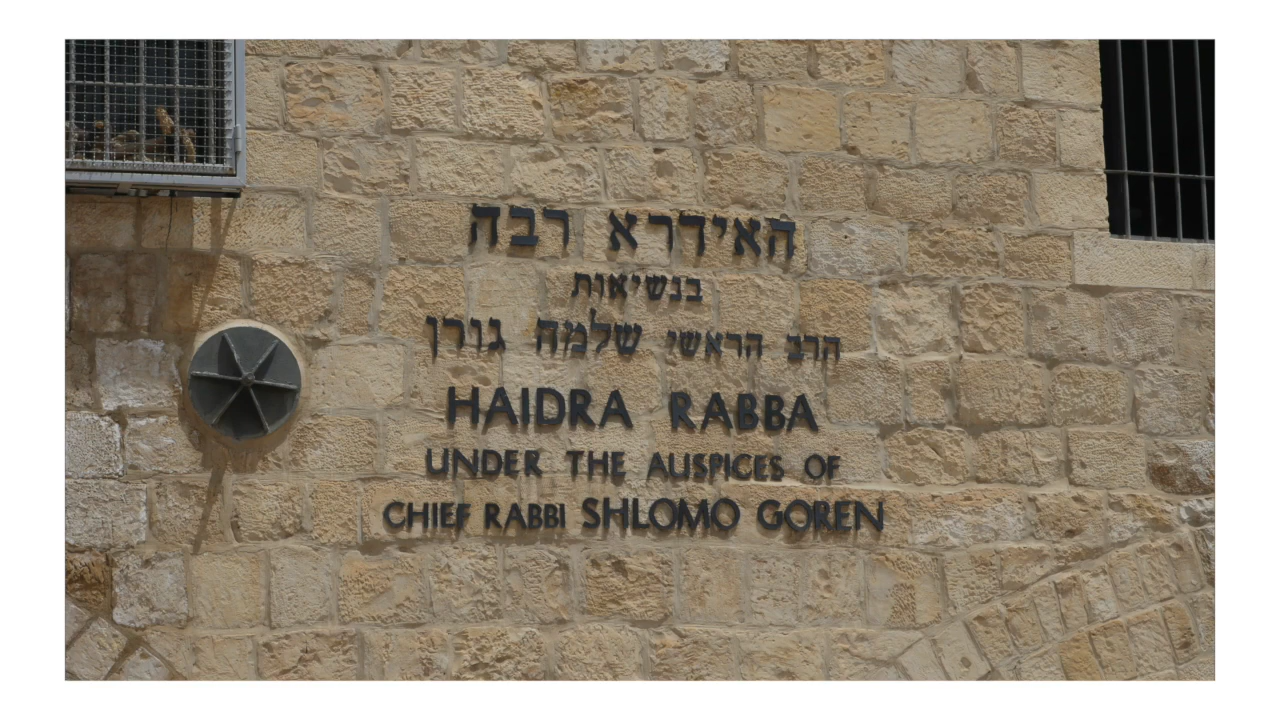 האידרא רבה
בנשיאות
הרב הראשי שלמה גורן
HAIDRA RABBA
UNDER THE AUSPICES OF
CHIEF RABBI SHLOMO GOREN